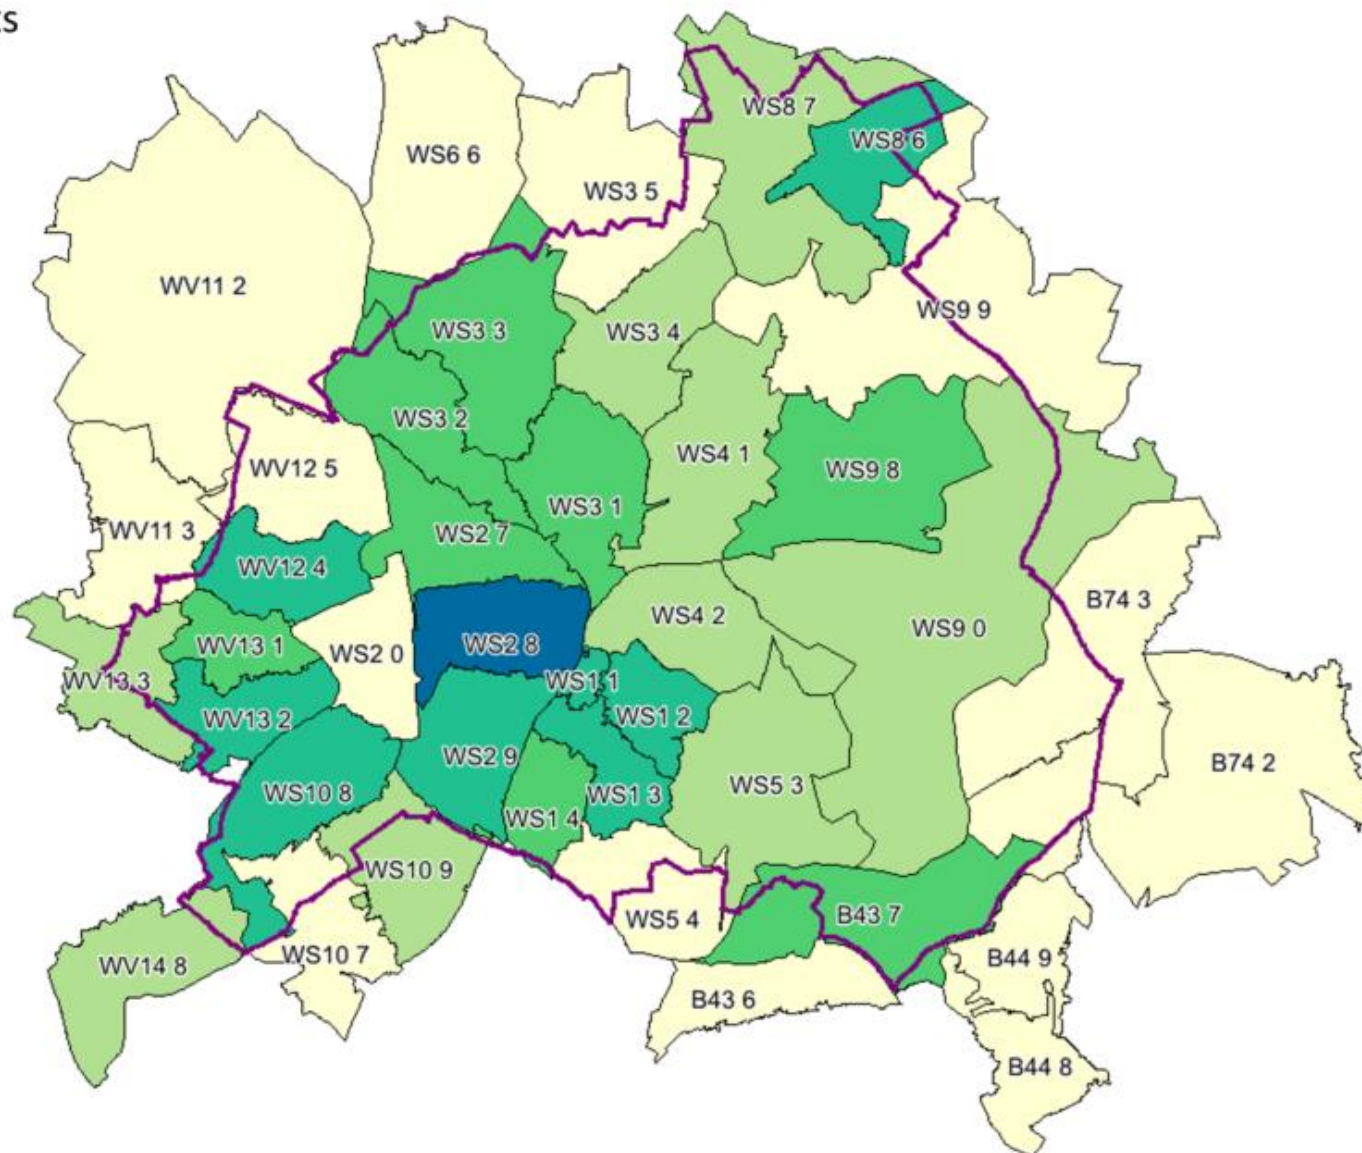 WS8 7
WS8 6
WS6 6
WS3 5
WV11 2
WS9 9
WS3 3
WS3 4
WS3 2
WS4 1
WV12 5
WS9 8
WS3 1
WV11 3
WS2 7
WV12 4
B74 3
WS4 2
WS9 0
WS2 8
WV13 1
WS2 0
WV13 3
WS1 1
WS1 2
WV13 2
WS2 9
B74 2
WS5 3
WS10 8
WS1 3
WS1 4
WS10 9
B43 7
WS5 4
WS10 7
B44 9
WV14 8
B43 6
B44 8